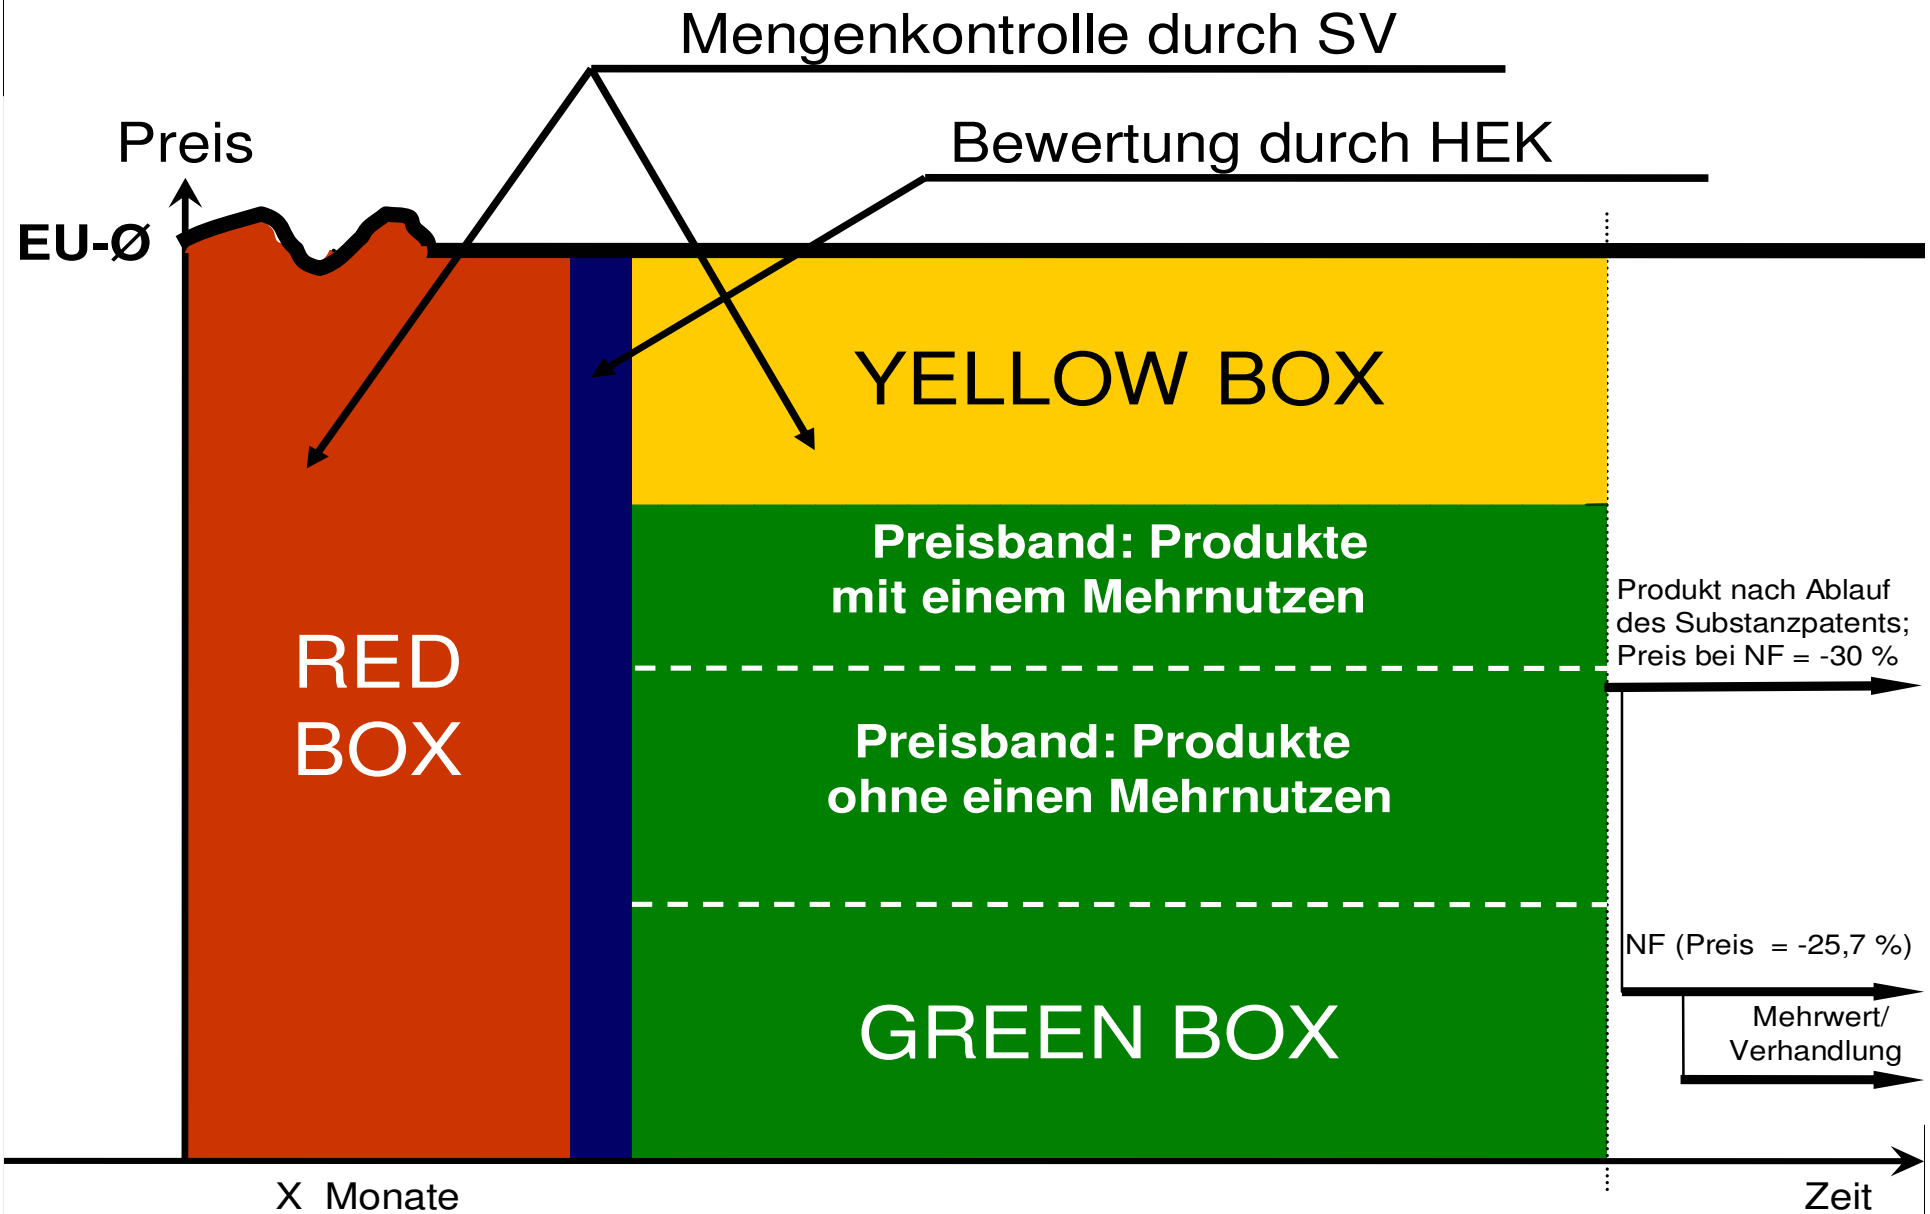 Mengenkontrolle durch SV
Bewertung durch HEK
Preis
EU-Ø
YELLOW BOX
Preisband: Produkte
mit einem Mehrnutzen
Produkt nach Ablauf
des Substanzpatents;
Preis bei NF = -30 %
RED
BOX
Preisband: Produkte
ohne einen Mehrnutzen
NF (Preis = -25,7 %)
GREEN BOX
Mehrwert/
Verhandlung
X Monate
Zeit